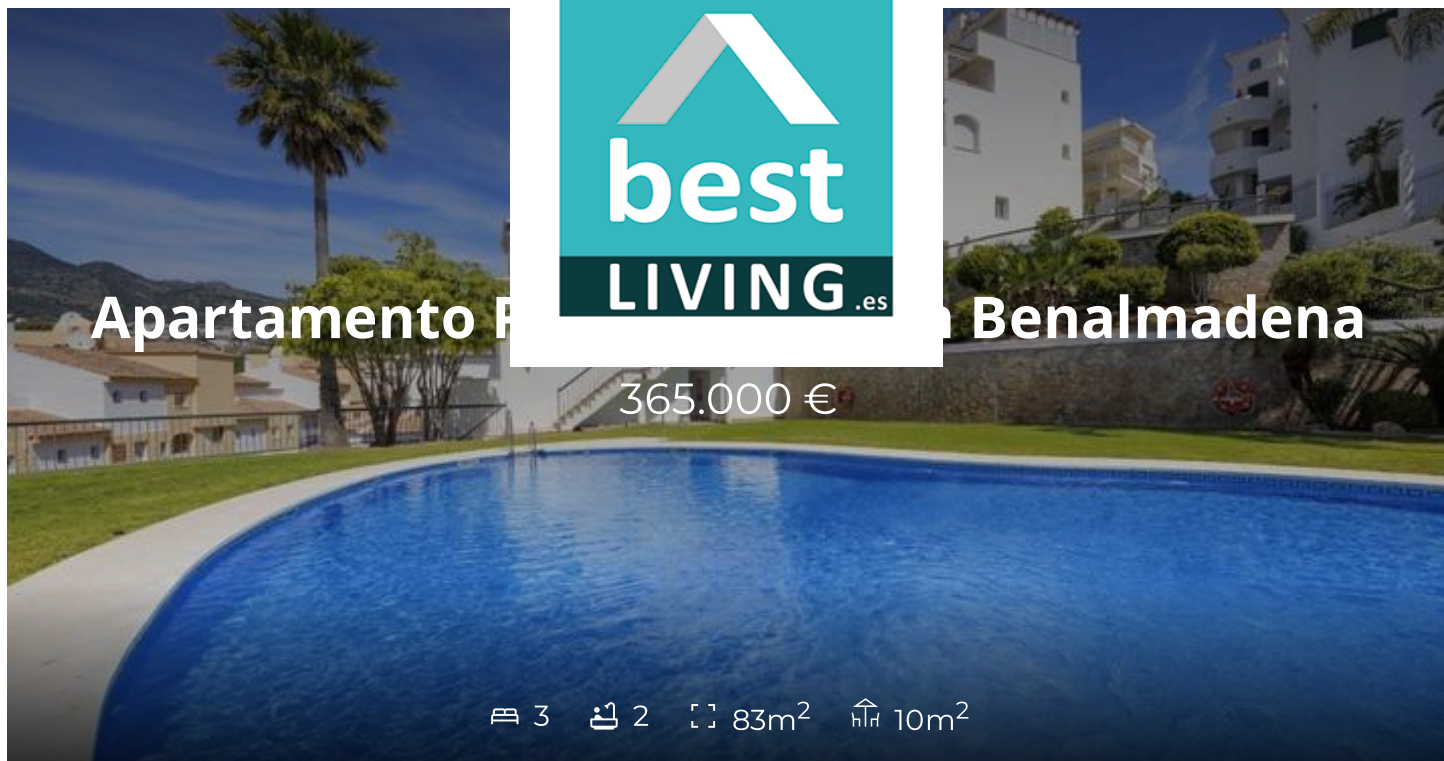 best
LIVING.es
Apartamento Benalmadena
365.000 €
3 2 83m² 10m²